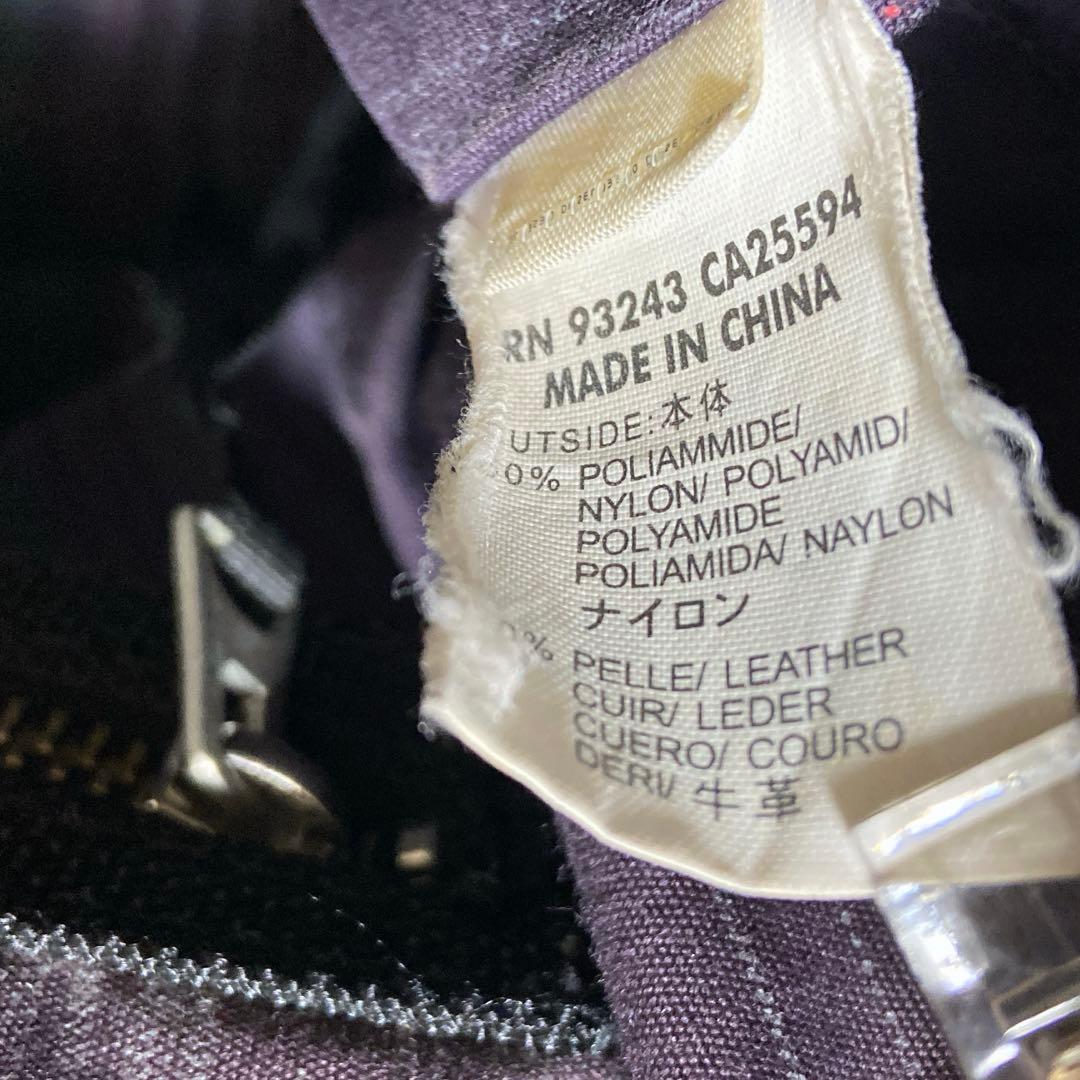 RN 93243 CA25594
MADE IN CHINA
UTSIDE:本体
0% POLIAMMIDE/
NYLON/ POLYAMID/
POLYAMIDE
POLIAMIDA/ NAYLON
ナイロン
0% PELLE/ LEATHER
CUIR/ LEDER
CUERO/ COURO
DERI/ 牛革